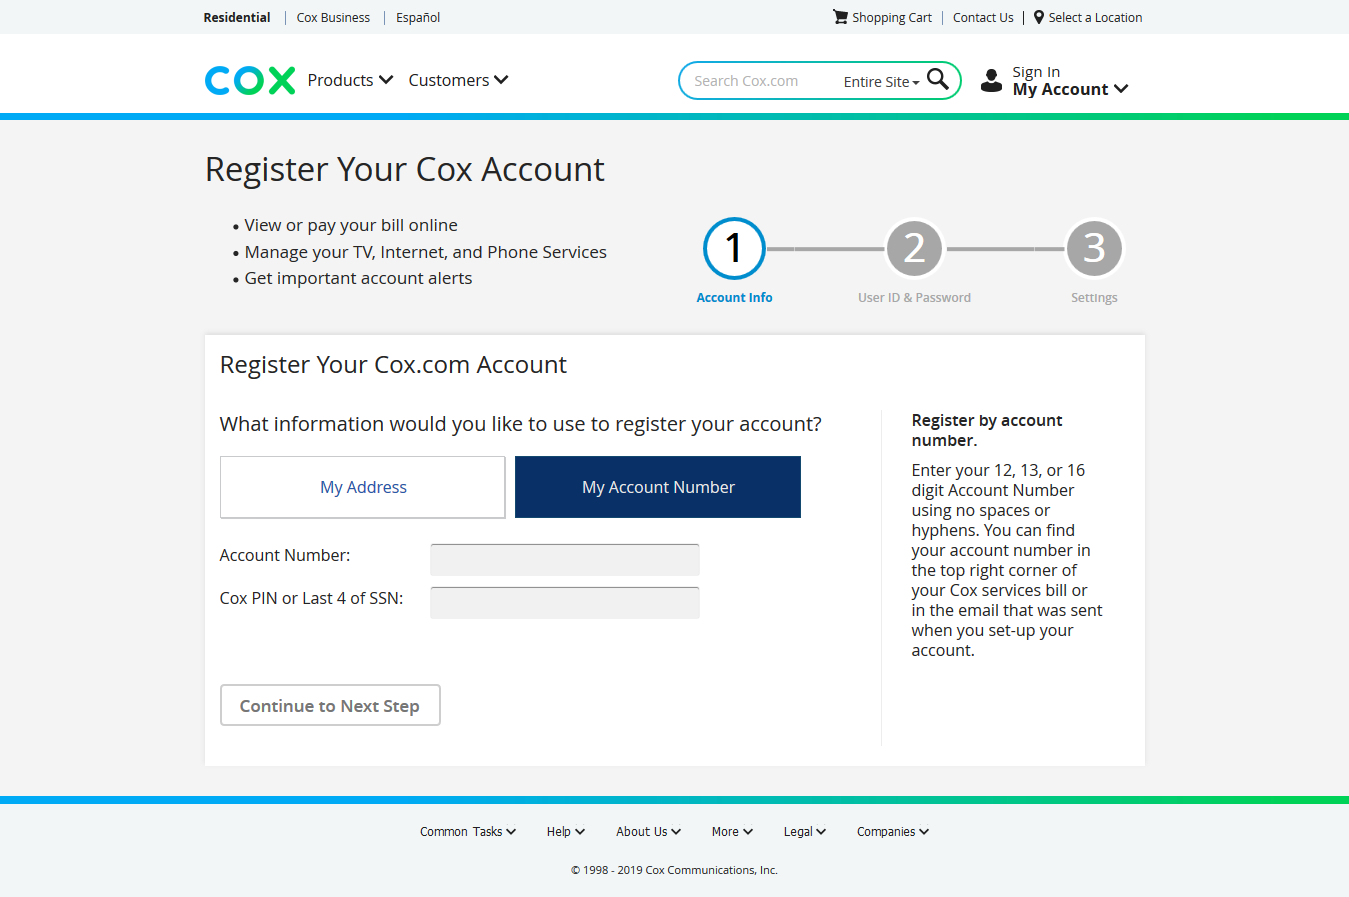 Residential
Cox Business
Español
Shopping Cart
Contact Us
Select a Location
COX
Products
Customers
Search Cox.com
Entire Site
Sign In
My Account
Register Your Cox Account
• View or pay your bill online
• Manage your TV, Internet, and Phone Services
• Get important account alerts
1
2
3
Account Info
User ID & Password
Settings
Register Your Cox.com Account
What information would you like to use to register your account?
My Address
My Account Number
Account Number:
Cox PIN or Last 4 of SSN:
Continue to Next Step
Register by account
number.
Enter your 12, 13, or 16
digit Account Number
using no spaces or
hyphens. You can find
your account number in
the top right corner of
your Cox services bill or
in the email that was sent
when you set-up your
account.
Common Tasks
Help
About Us
More
Legal
Companies
© 1998 - 2019 Cox Communications, Inc.